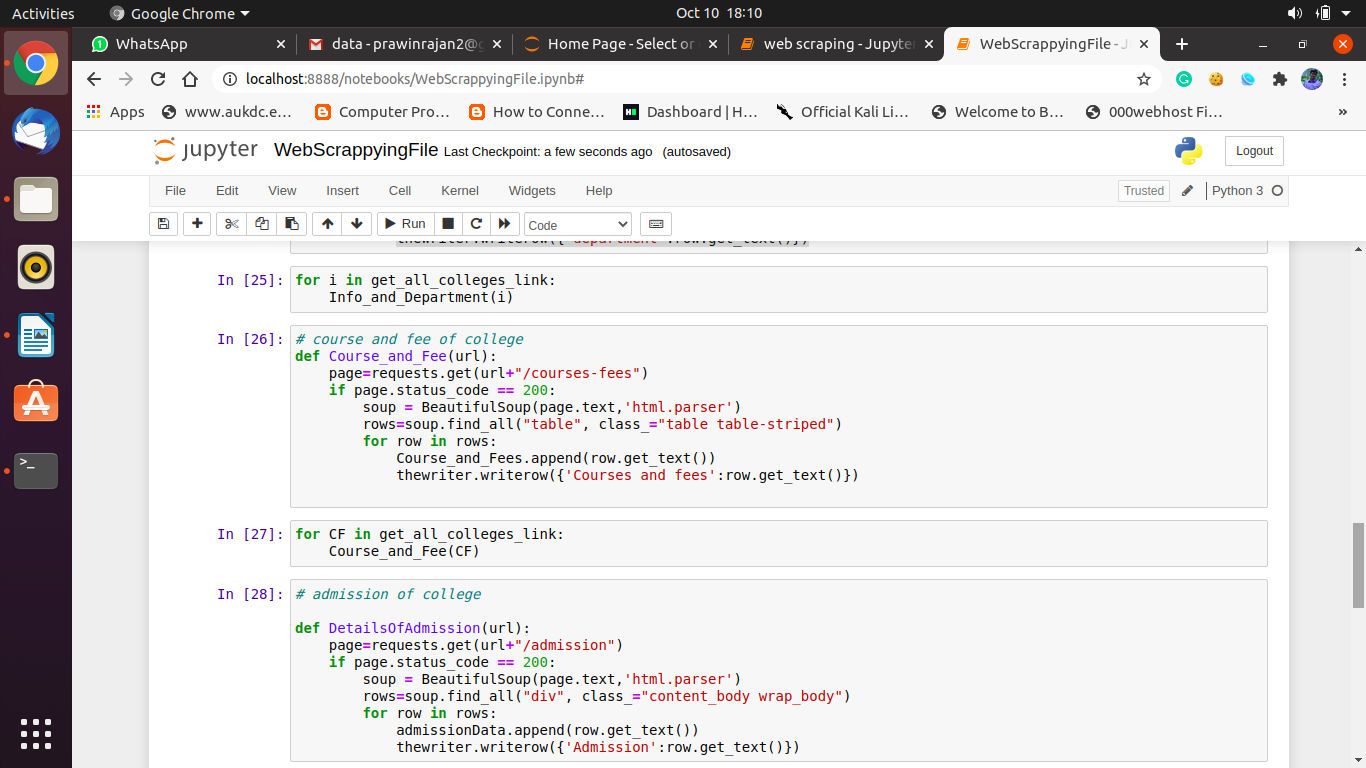 Activities Google Chrome Oct 10 18:10
WhatsApp data - prawinrajan2@g Home Page - Select or web scraping - Jupyter WebScrappyingFile - J
localhost:8888/notebooks/WebScrappyingFile.ipynb#
Apps www.aukdc.e... Computer Pro... How to Conne... Dashboard | H... Official Kali Li... Welcome to B... 000webhost Fi... »
jupyter WebScrappyingFile Last Checkpoint: a few seconds ago (autosaved) Logout
File Edit View Insert Cell Kernel Widgets Help Trusted Python 3
Run Code
thewriter.writerow({'department':row.get_text()})
In [25]: for i in get_all_colleges_link:
Info_and_Department(i)
In [26]: # course and fee of college
def Course_and_Fee(url):
page=requests.get(url+"/courses-fees")
if page.status_code == 200:
soup = BeautifulSoup(page.text,'html.parser')
rows=soup.find_all("table", class_="table table-striped")
for row in rows:
Course_and_Fees.append(row.get_text())
thewriter.writerow({'Courses and fees':row.get_text()})
In [27]: for CF in get_all_colleges_link:
Course_and_Fee(CF)
In [28]: # admission of college
def DetailsOfAdmission(url):
page=requests.get(url+"/admission")
if page.status_code == 200:
soup = BeautifulSoup(page.text,'html.parser')
rows=soup.find_all("div", class_="content_body wrap_body")
for row in rows:
admissionData.append(row.get_text())
thewriter.writerow({'Admission':row.get_text()})